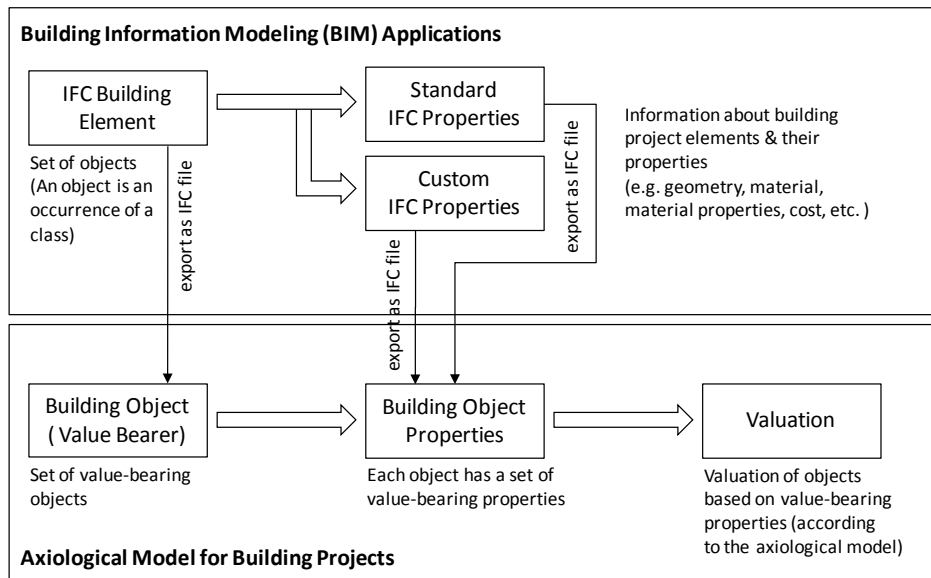 Building Information Modeling (BIM) Applications
IFC Building
Element
Standard
IFC Properties
Custom
IFC Properties
Set of objects
(An object is an
occurrence of a
class)
export as IFC file
export as IFC file
export as IFC file
Information about building
project elements & their
properties
(e.g. geometry, material,
material properties, cost, etc. )
Building Object
( Value Bearer)
Building Object
Properties
Valuation
Set of value-bearing
objects
Each object has a set of
value-bearing properties
Valuation of objects
based on value-bearing
properties (according
to the axiological model)
Axiological Model for Building Projects